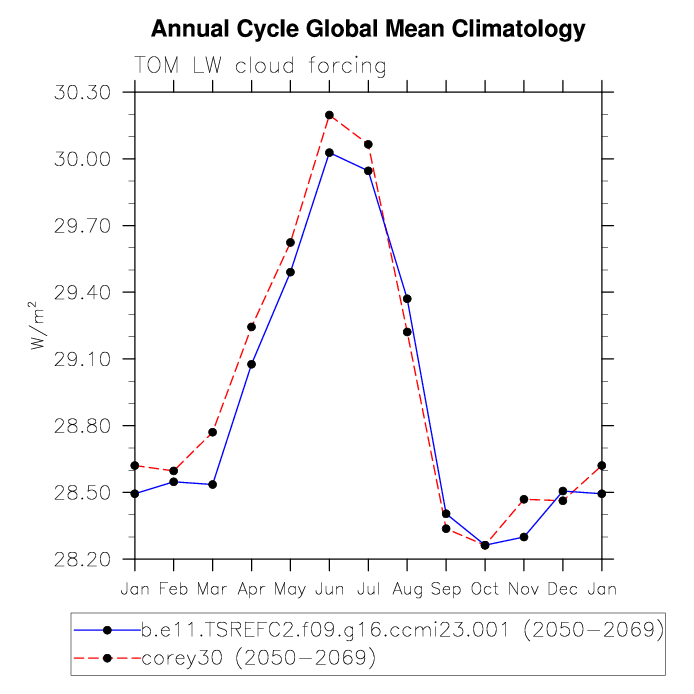 Annual Cycle Global Mean Climatology
TOM LW cloud forcing
30.30
30.00
29.70
29.40
29.10
28.80
28.50
28.20
W/m²
Jan Feb Mar Apr May Jun Jul Aug Sep Oct Nov Dec Jan
b.e11.TSREFC2.f09.g16.ccmi23.001 (2050-2069)
corey30 (2050-2069)